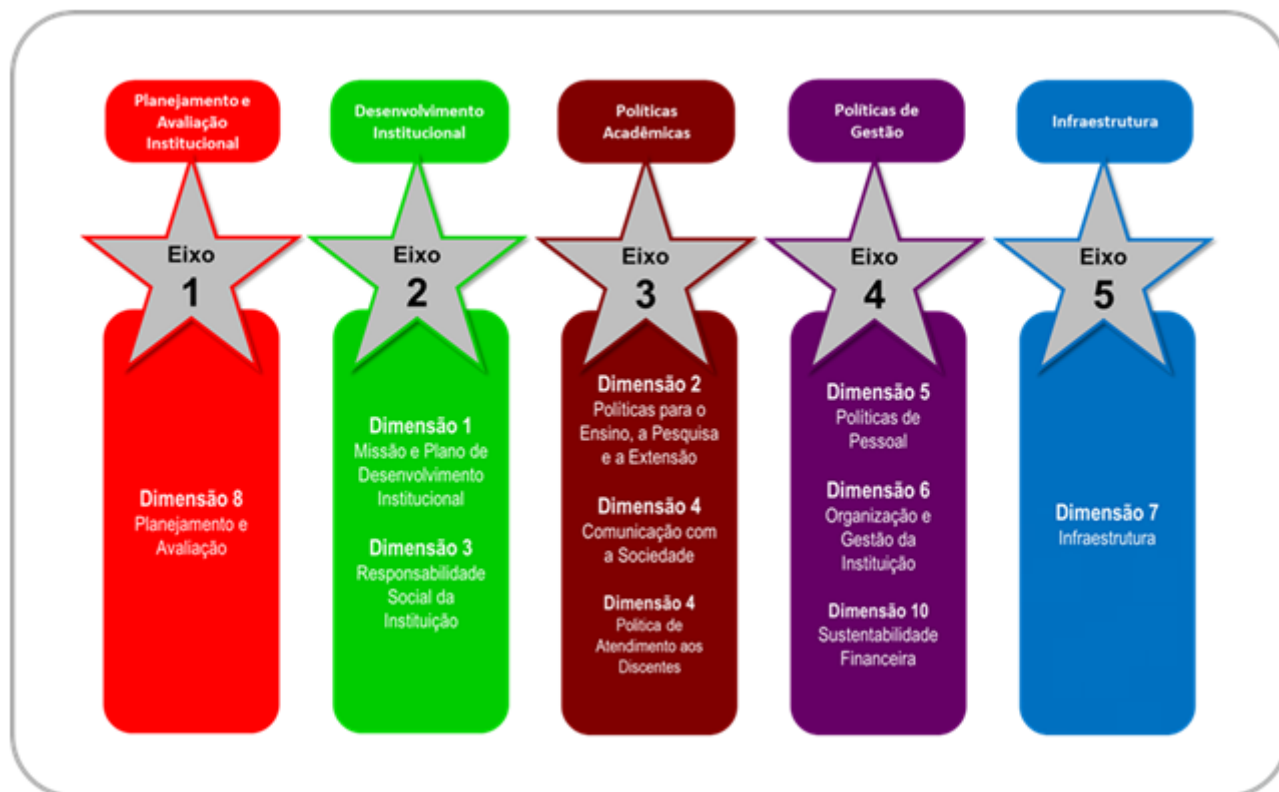 Planejamento e
Avaliação
Institucional
Eixo
1
Dimensão 8
Planejamento e
Avaliação
Desenvolvimento
Institucional
Eixo
2
Dimensão 1
Missão e Plano de
Desenvolvimento
Institucional
Dimensão 3
Responsabilidade
Social da
Instituição
Políticas
Acadêmicas
Eixo
3
Dimensão 2
Políticas para o
Ensino, a Pesquisa
e a Extensão
Dimensão 4
Comunicação com
a Sociedade
Dimensão 4
Politica de
Atendimento aos
Discentes
Políticas de
Gestão
Eixo
4
Dimensão 5
Políticas de
Pessoal
Dimensão 6
Organização e
Gestão da
Instituição
Dimensão 10
Sustentabilidade
Financeira
Infraestrutura
Eixo
5
Dimensão 7
Infraestrutura